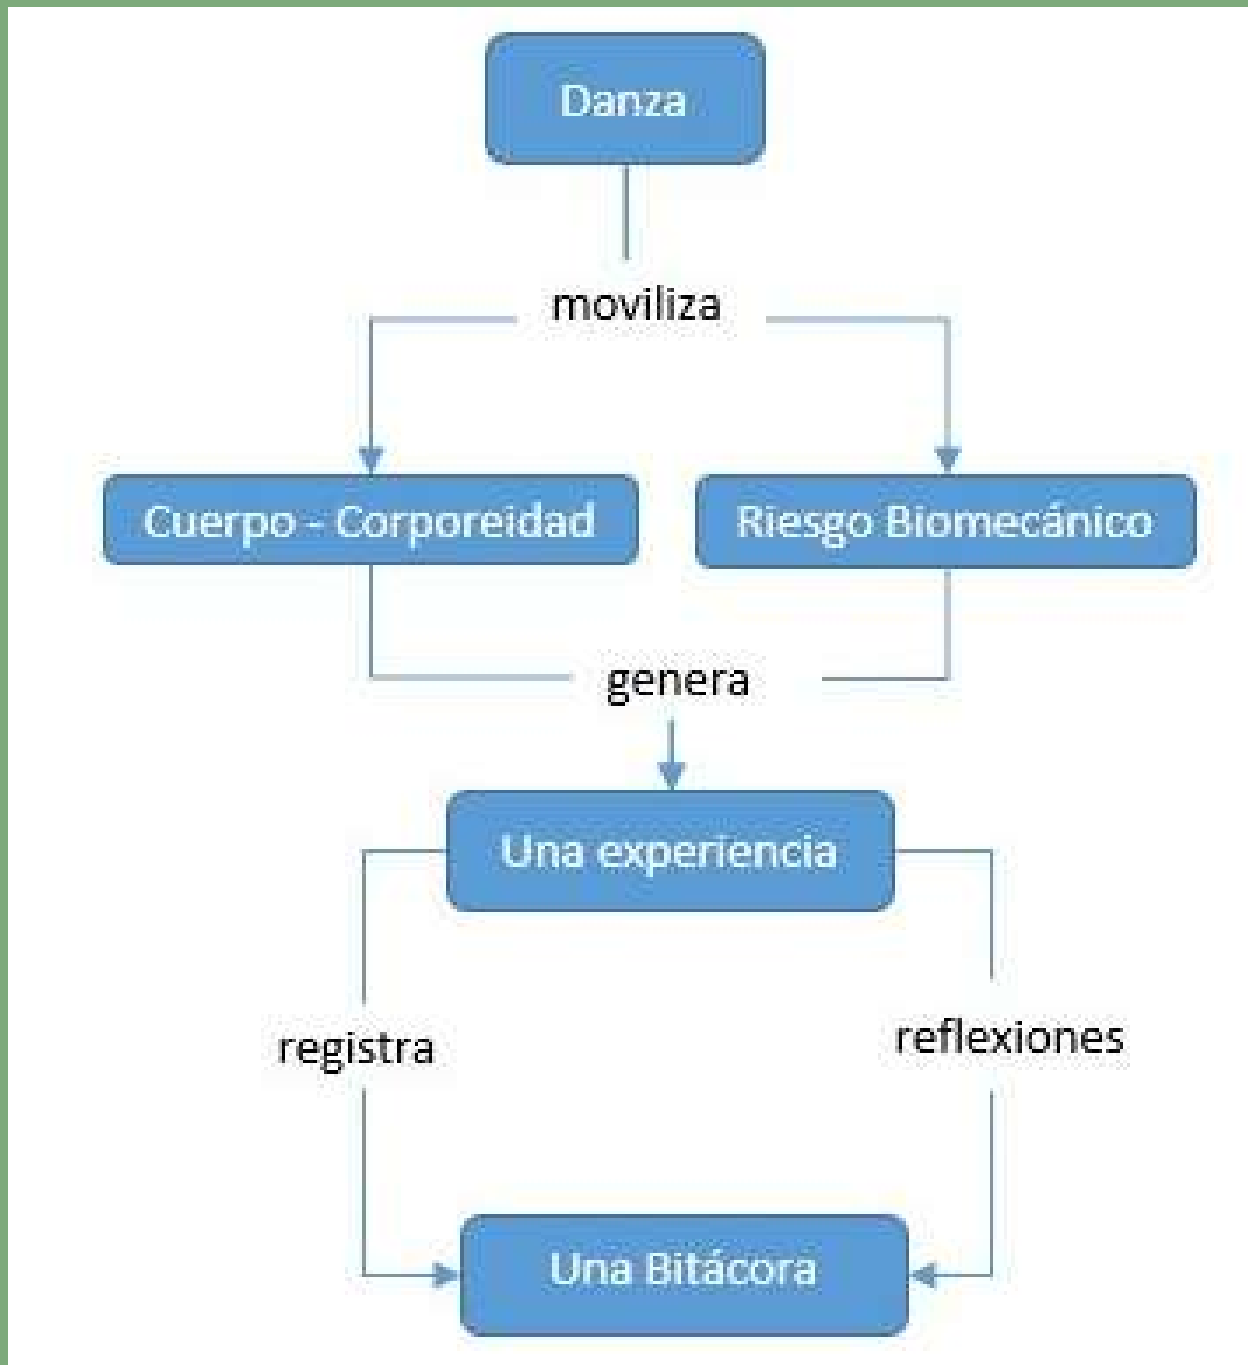 Danza
moviliza
Cuerpo - Corporeidad
Riesgo Biomecánico
genera
Una experiencia
registra
reflexiones
Una Bitácora